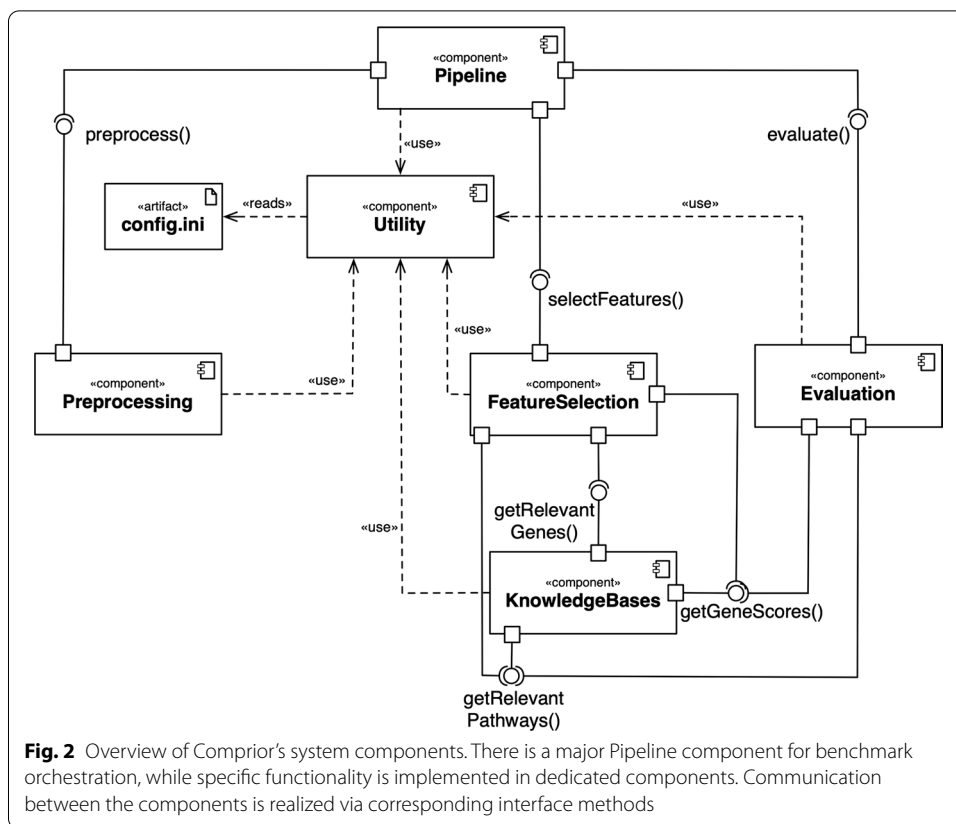 «component»
Pipeline
preprocess()
evaluate()
«use»
«artifact»
config.ini
«reads»
«component»
Utility
«use»
selectFeatures()
«use»
«component»
Preprocessing
«use»
«component»
FeatureSelection
«component»
Evaluation
getRelevant
Genes()
«use»
«component»
KnowledgeBases
getGeneScores()
getRelevant
Pathways()
Fig. 2 Overview of Comprior's system components. There is a major Pipeline component for benchmark
orchestration, while specific functionality is implemented in dedicated components. Communication
between the components is realized via corresponding interface methods